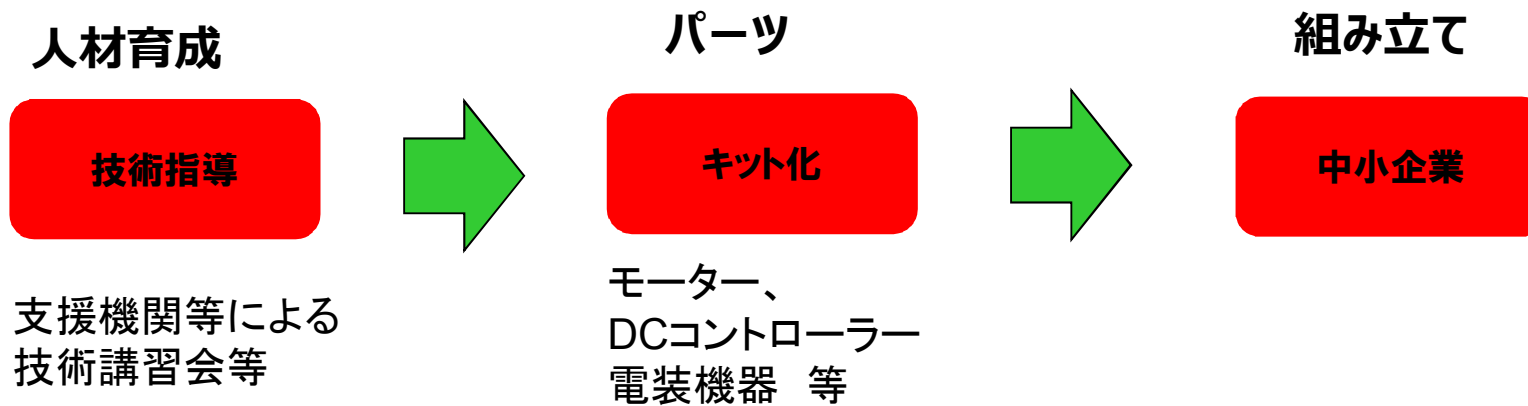 人材育成
パーツ
組み立て
技術指導
キット化
中小企業
支援機関等による
技術講習会等
モーター、
DCコントローラー
電装機器　等